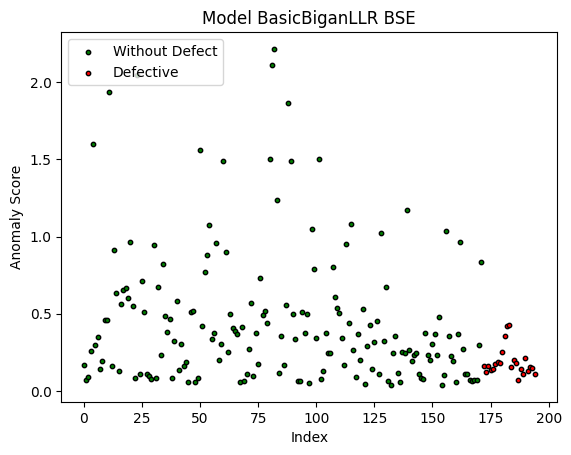 Model BasicBiganLLR BSE
Without Defect
Defective
Anomaly Score
2.0
1.5
1.0
0.5
0.0
0 25 50 75 100 125 150 175 200
Index